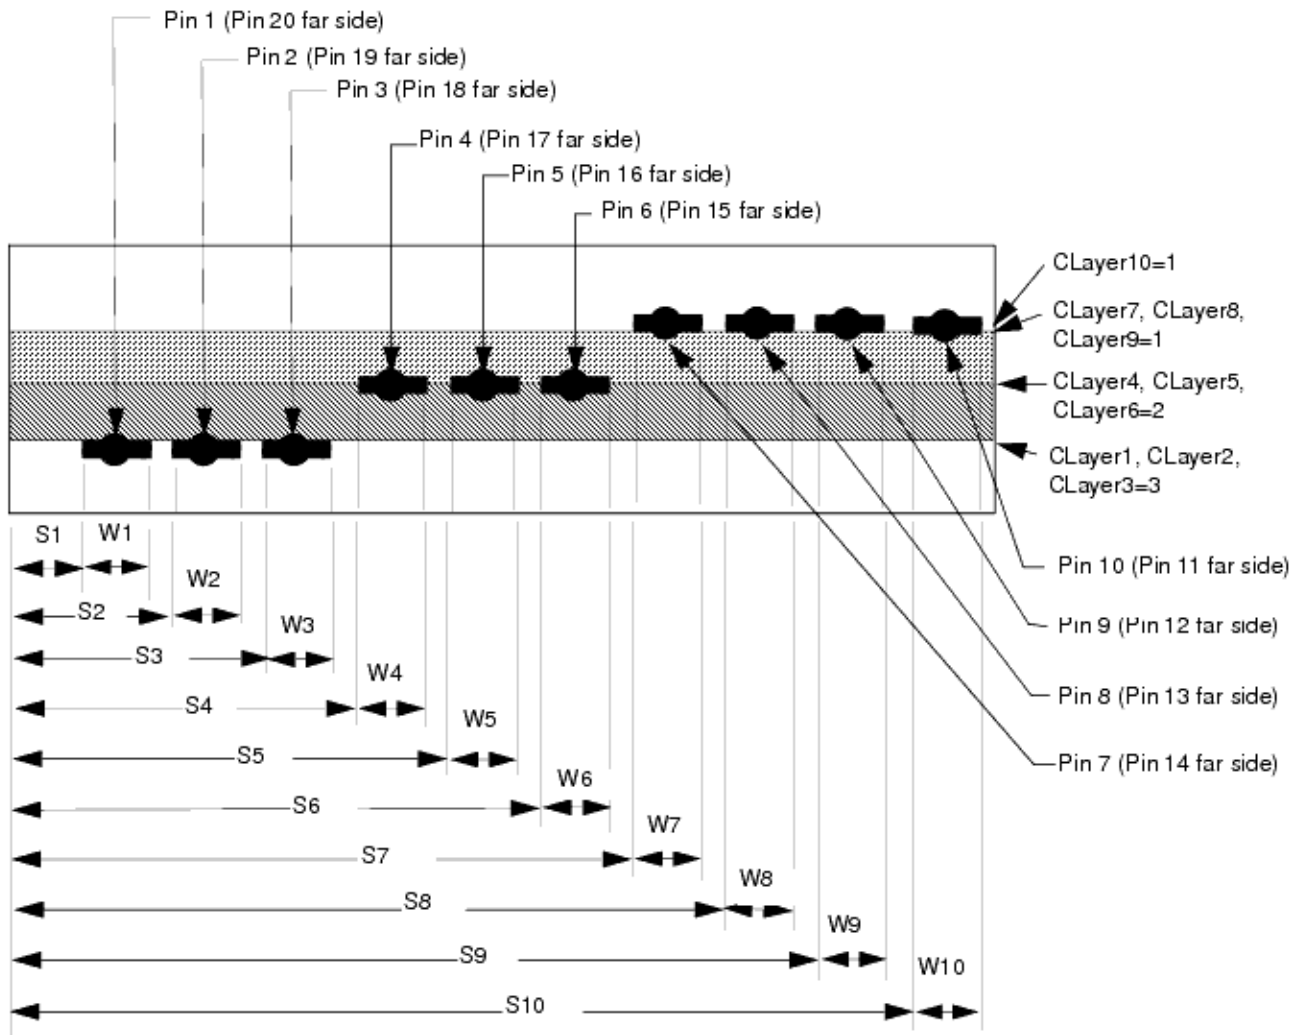 Pin 1 (Pin 20 far side)
Pin 2 (Pin 19 far side)
Pin 3 (Pin 18 far side)
Pin 4 (Pin 17 far side)
Pin 5 (Pin 16 far side)
Pin 6 (Pin 15 far side)
CLayer10=1
CLayer7, CLayer8,
CLayer9=1
CLayer4, CLayer5,
CLayer6=2
CLayer1, CLayer2,
CLayer3=3
S1
W1
Pin 10 (Pin 11 far side)
W2
S2
Pin 9 (Pin 12 far side)
W3
S3
W4
Pin 8 (Pin 13 far side)
S4
W5
S5
Pin 7 (Pin 14 far side)
W6
S6
W7
S7
W8
S8
W9
S9
W10
S10